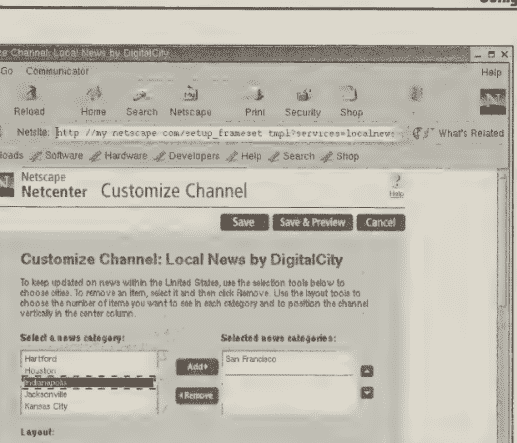 Using
ze Channel: Local News by DigitalCity
Go Communicator Help
Reload Home Search Netscape Print Security Shop
Netsite: http //my netscape com/setup_frameset tmpl?services=localnews What's Related
loads Software Hardware Developers Help Search Shop
Netscape
Netcenter Customize Channel
Help
Save Save & Preview Cancel
Customize Channel: Local News by DigitalCity
To keep updated on news within the United States, use the selection tools below to
choose cities. To remove an item, select it and then click Remove. Use the layout tools to
choose the number of items you want to see in each category and to position the channel
vertically in the center column.
Select a news category: Selected news categories:
Hartford
Houston
Indianapolis
Jacksonville
Kansas City
Add
Remove
San Francisco
Layout: